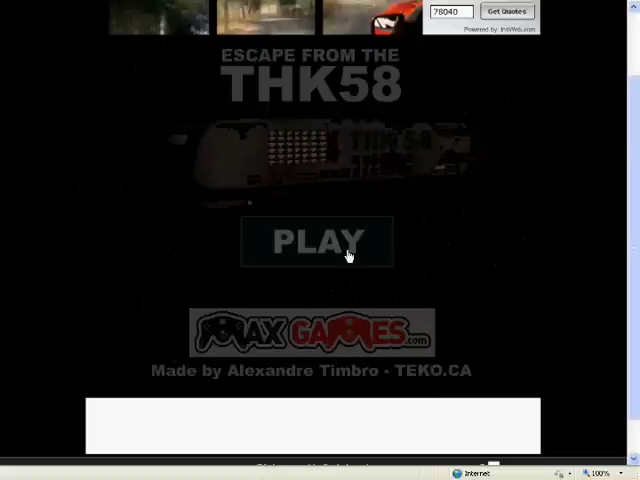 78040
Get Quotes
Powered by: InsWeb.com
ESCAPE FROM THE
THK58
PLAY
MAX GAMES.com
Made by Alexandre Timbro - TEKO.CA
Internet
100%